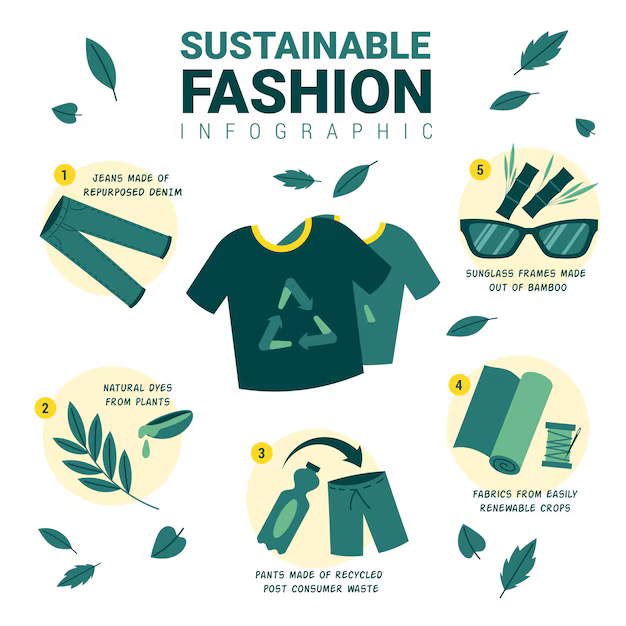 SUSTAINABLE
FASHION
INFOGRAPHIC
1
JEANS MADE OF
REPURPOSED DENIM
2
NATURAL DYES
FROM PLANTS
3
PANTS MADE OF RECYCLED
POST CONSUMER WASTE
4
FABRICS FROM EASILY
RENEWABLE CROPS
5
SUNGLASS FRAMES MADE
OUT OF BAMBOO